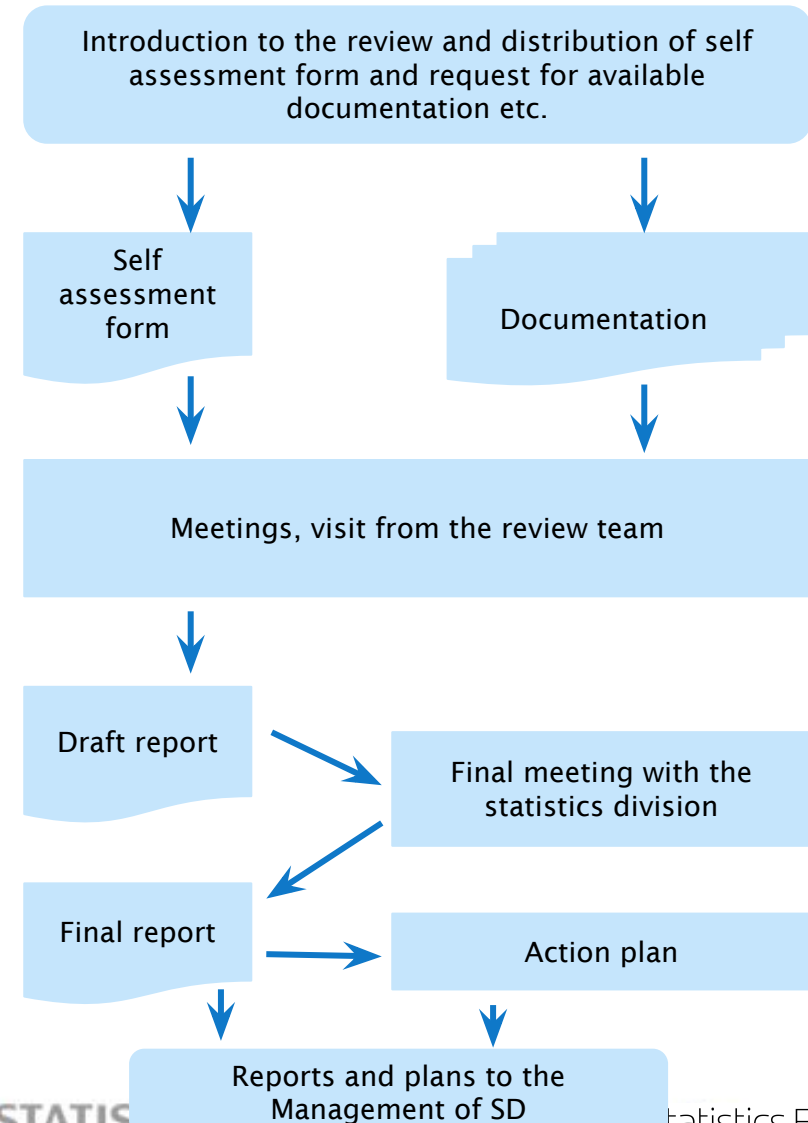 Introduction to the review and distribution of self
assessment form and request for available
documentation etc.
Self
assessment
form
Documentation
Meetings, visit from the review team
Draft report
Final meeting with the
statistics division
Final report
Action plan
Reports and plans to the
Management of SD